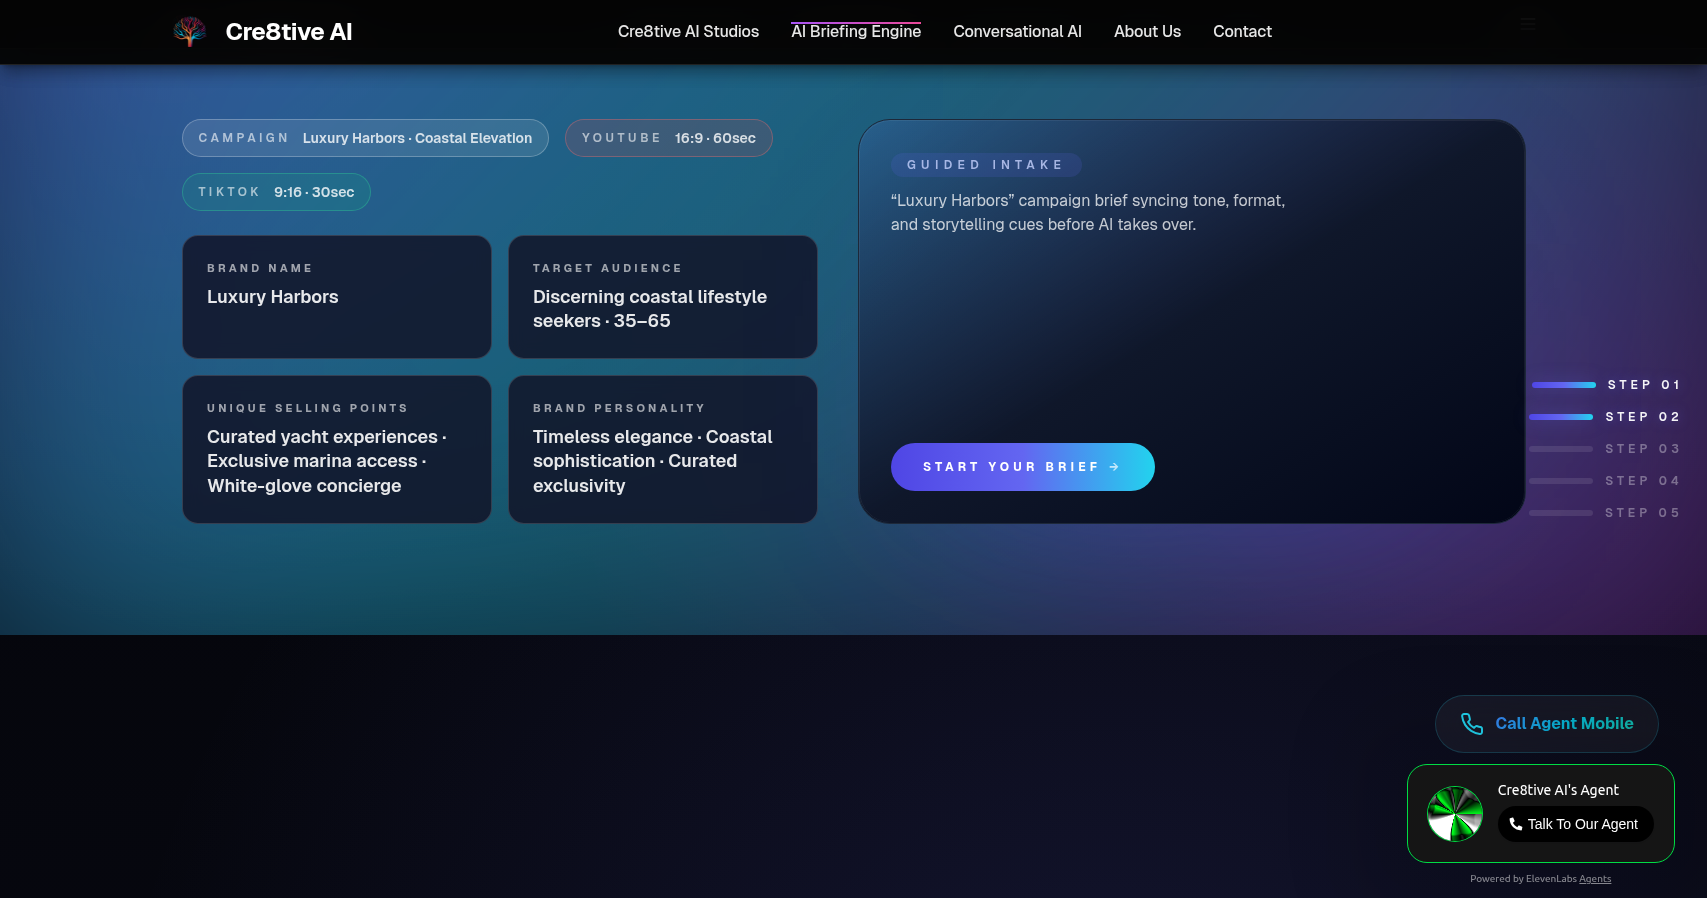 Cre8tive AI
Cre8tive AI Studios
AI Briefing Engine
Conversational AI
About Us
Contact
CAMPAIGN Luxury Harbors · Coastal Elevation
YOUTUBE 16:9 · 60sec
TIKTOK 9:16 · 30sec
BRAND NAME
Luxury Harbors
TARGET AUDIENCE
Discerning coastal lifestyle
seekers · 35–65
UNIQUE SELLING POINTS
Curated yacht experiences ·
Exclusive marina access ·
White-glove concierge
BRAND PERSONALITY
Timeless elegance · Coastal
sophistication · Curated
exclusivity
GUIDED INTAKE
“Luxury Harbors” campaign brief syncing tone, format,
and storytelling cues before AI takes over.
START YOUR BRIEF →
STEP 01
STEP 02
STEP 03
STEP 04
STEP 05
Call Agent Mobile
Cre8tive AI's Agent
Talk To Our Agent
Powered by ElevenLabs Agents